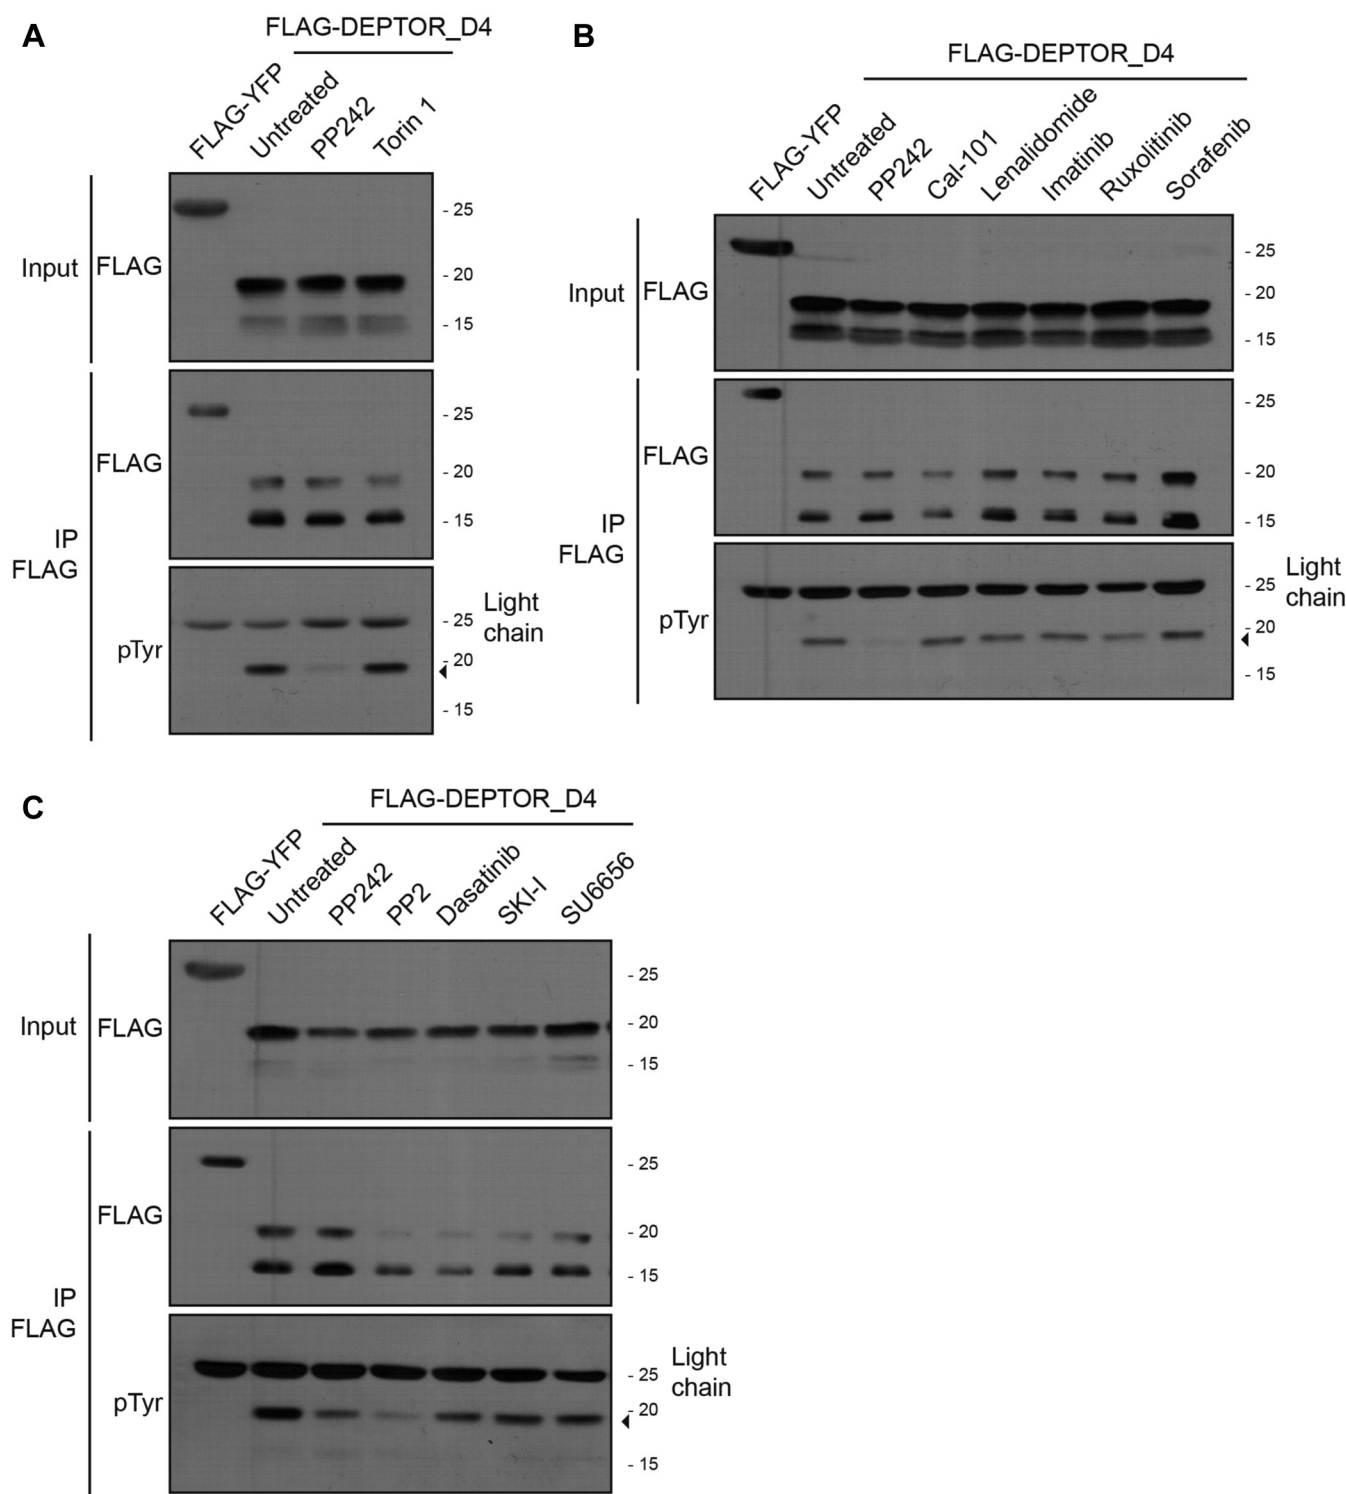 A
FLAG-DEPTOR_D4
FLAG-YFP
Untreated
PP242
Torin 1
Input
FLAG
- 25
- 20
- 15
IP
FLAG
FLAG
- 25
- 20
- 15
pTyr
- 25
- 20
- 15
Light
chain
B
FLAG-DEPTOR_D4
FLAG-YFP
Untreated
PP242
Cal-101
Lenalidomide
Imatinib
Ruxolitinib
Sorafenib
Input
FLAG
- 25
- 20
- 15
IP
FLAG
FLAG
- 25
- 20
- 15
pTyr
- 25
- 20
- 15
Light
chain
C
FLAG-DEPTOR_D4
FLAG-YFP
Untreated
PP242
PP2
Dasatinib
SKI-I
SU6656
Input
FLAG
- 25
- 20
- 15
IP
FLAG
FLAG
- 25
- 20
- 15
pTyr
- 25
- 20
- 15
Light
chain